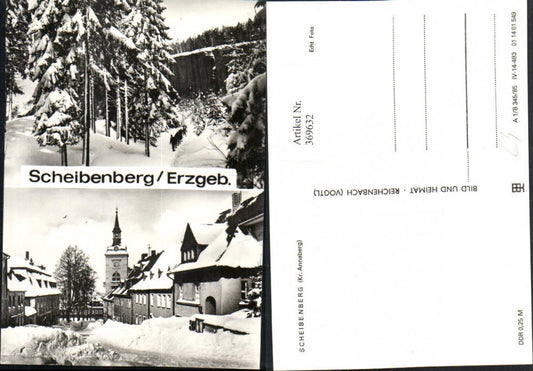 Scheibenberg/Erzgeb.
Echt Foto
Artikel Nr.
369632
SCHEIBENBERG (Kr. Annaberg)
BILD UND HEIMAT · REICHENBACH (VOGTL)
A 1/B 345/85 IV-14-483 01 14 01 549
DDR 0,25 M